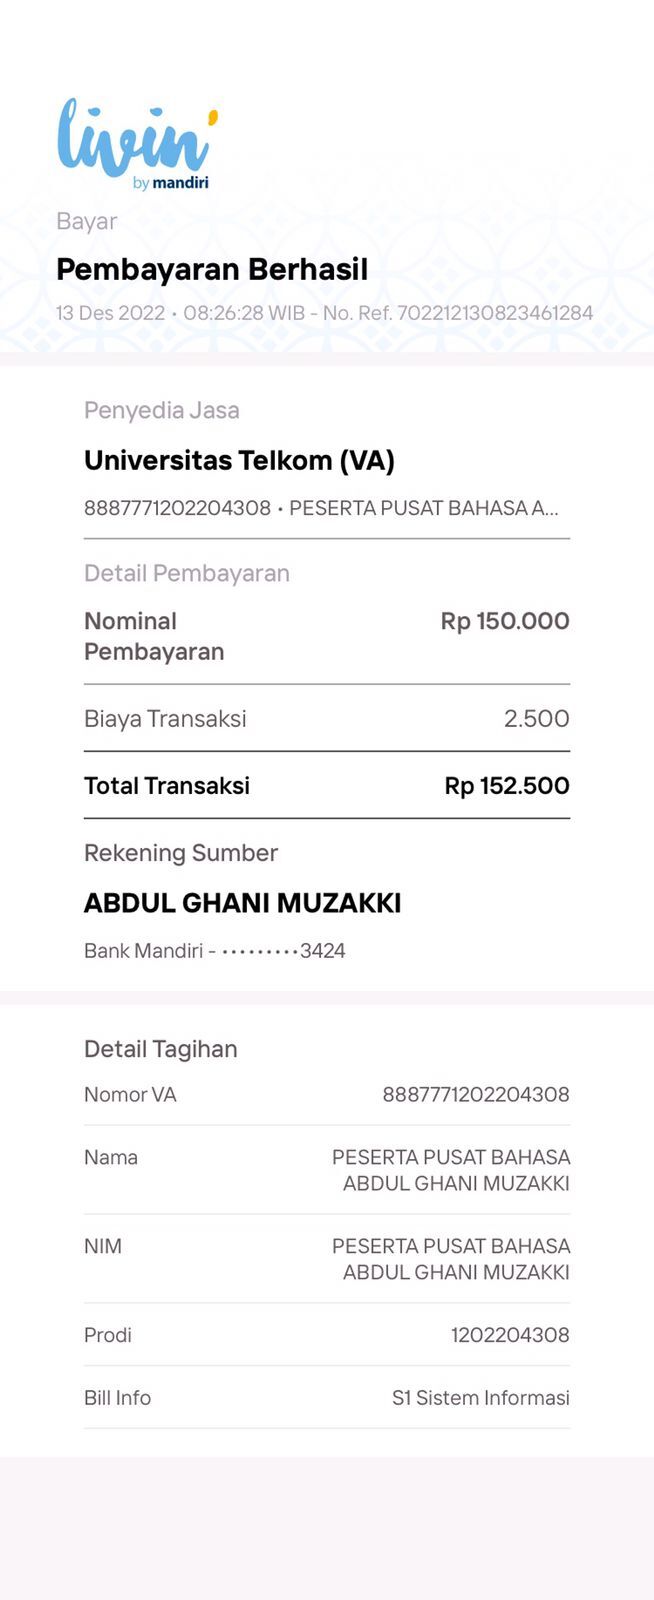 livin'
by mandiri
Bayar
Pembayaran Berhasil
13 Des 2022 • 08:26:28 WIB - No. Ref. 702212130823461284
Penyedia Jasa
Universitas Telkom (VA)
8887771202204308 • PESERTA PUSAT BAHASA A...
Detail Pembayaran
Nominal Rp 150.000
Pembayaran
Biaya Transaksi 2.500
Total Transaksi Rp 152.500
Rekening Sumber
ABDUL GHANI MUZAKKI
Bank Mandiri - •••••••••3424
Detail Tagihan
Nomor VA 8887771202204308
Nama PESERTA PUSAT BAHASA
ABDUL GHANI MUZAKKI
NIM PESERTA PUSAT BAHASA
ABDUL GHANI MUZAKKI
Prodi 1202204308
Bill Info S1 Sistem Informasi